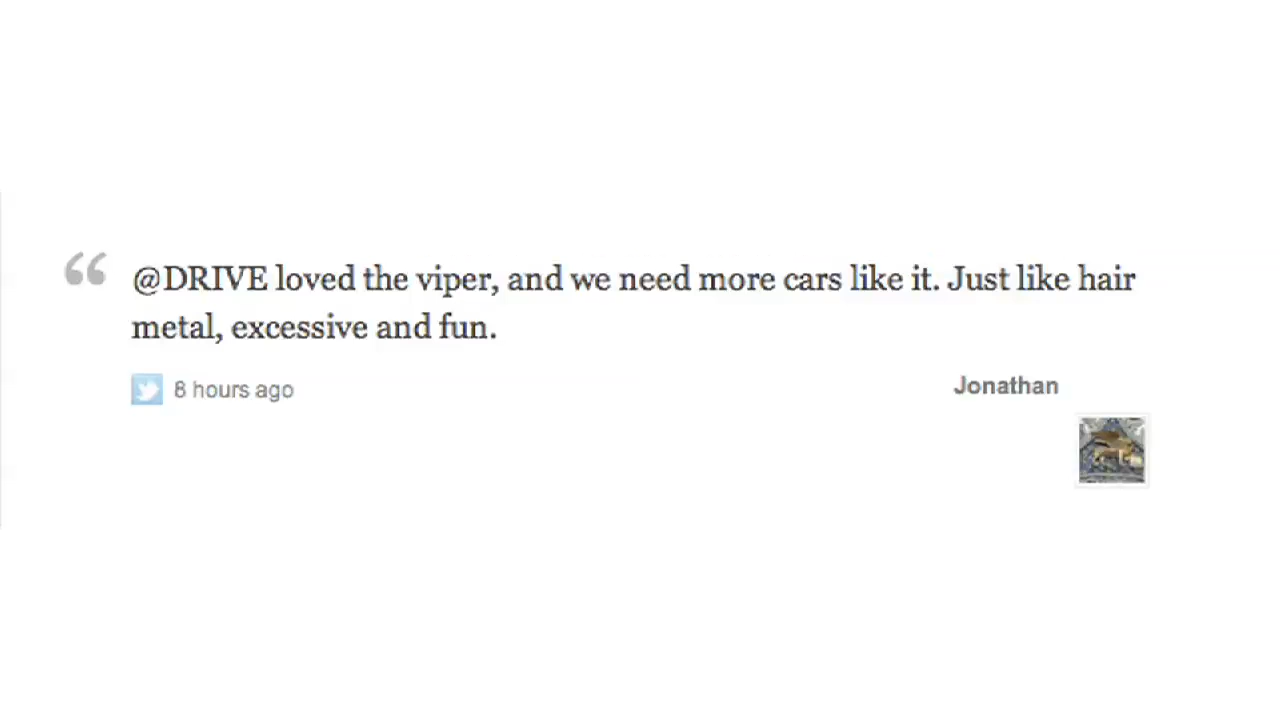 “ @DRIVE loved the viper, and we need more cars like it. Just like hair
metal, excessive and fun.
8 hours ago
Jonathan